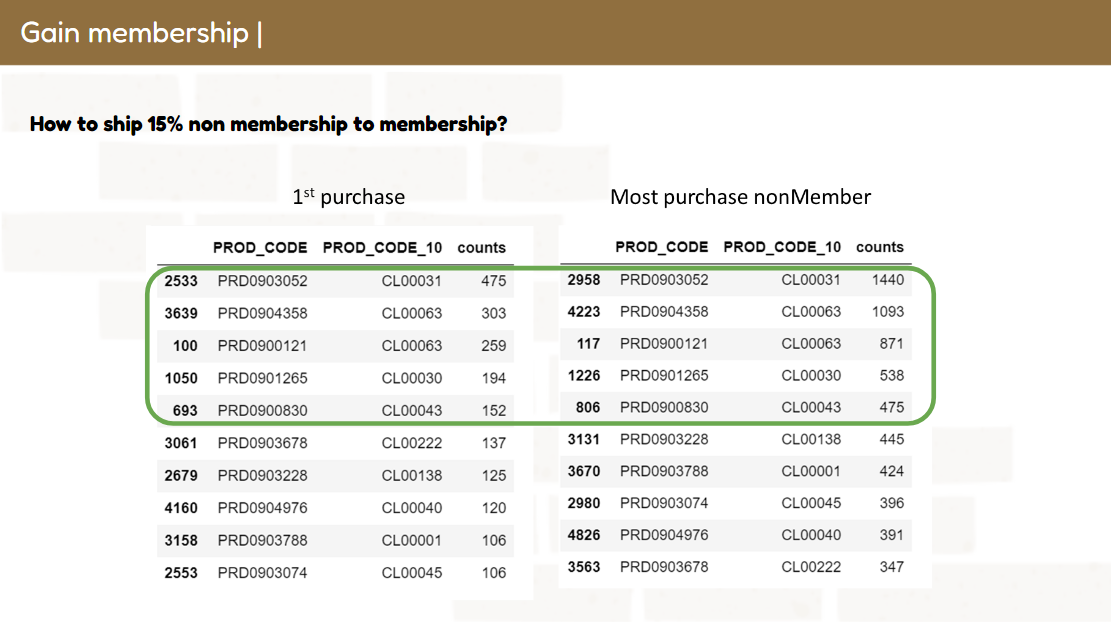 Gain membership |
How to ship 15% non membership to membership?
1st purchase
PROD_CODE PROD_CODE_10 counts
2533 PRD0903052 CL00031 475
3639 PRD0904358 CL00063 303
100 PRD0900121 CL00063 259
1050 PRD0901265 CL00030 194
693 PRD0900830 CL00043 152
3061 PRD0903678 CL00222 137
2679 PRD0903228 CL00138 125
4160 PRD0904976 CL00040 120
3158 PRD0903788 CL00001 106
2553 PRD0903074 CL00045 106
Most purchase nonMember
PROD_CODE PROD_CODE_10 counts
2958 PRD0903052 CL00031 1440
4223 PRD0904358 CL00063 1093
117 PRD0900121 CL00063 871
1226 PRD0901265 CL00030 538
806 PRD0900830 CL00043 475
3131 PRD0903228 CL00138 445
3670 PRD0903788 CL00001 424
2980 PRD0903074 CL00045 396
4826 PRD0904976 CL00040 391
3563 PRD0903678 CL00222 347